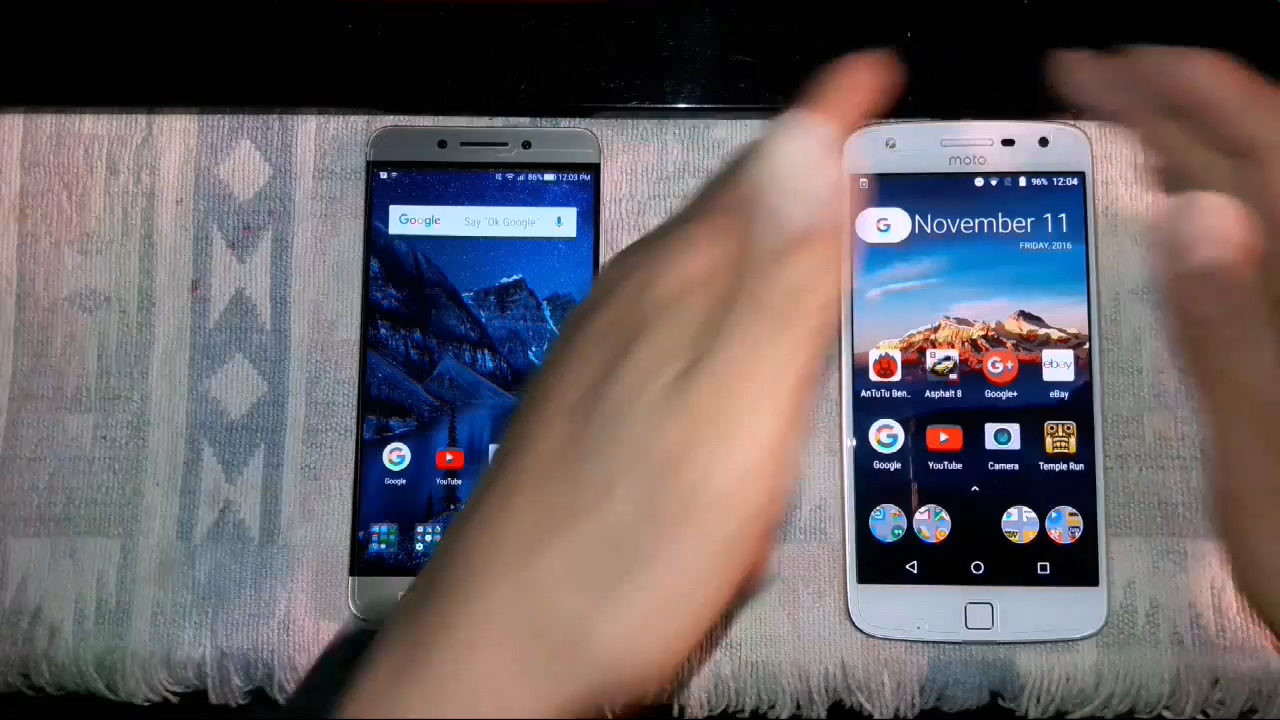 86% 12:03 PM
Google Say "Ok Google"
Google YouTube
moto
96% 12:04
November 11
FRIDAY, 2016
AnTuTu Ben.. Asphalt 8 Google+ eBay
ebay
Google YouTube Camera Temple Run